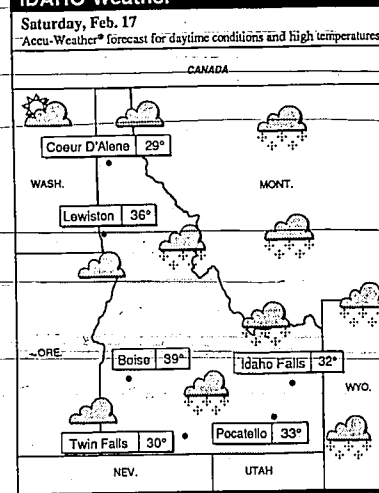 IDAHO Weather
Saturday, Feb. 17
Accu-Weather® forecast for daytime conditions and high temperatures
CANADA
Coeur D'Alene 29°
WASH.
MONT.
Lewiston 36°
ORE.
Boise 39°
Idaho Falls 32°
WYO.
Twin Falls 30°
Pocatello 33°
NEV.
UTAH